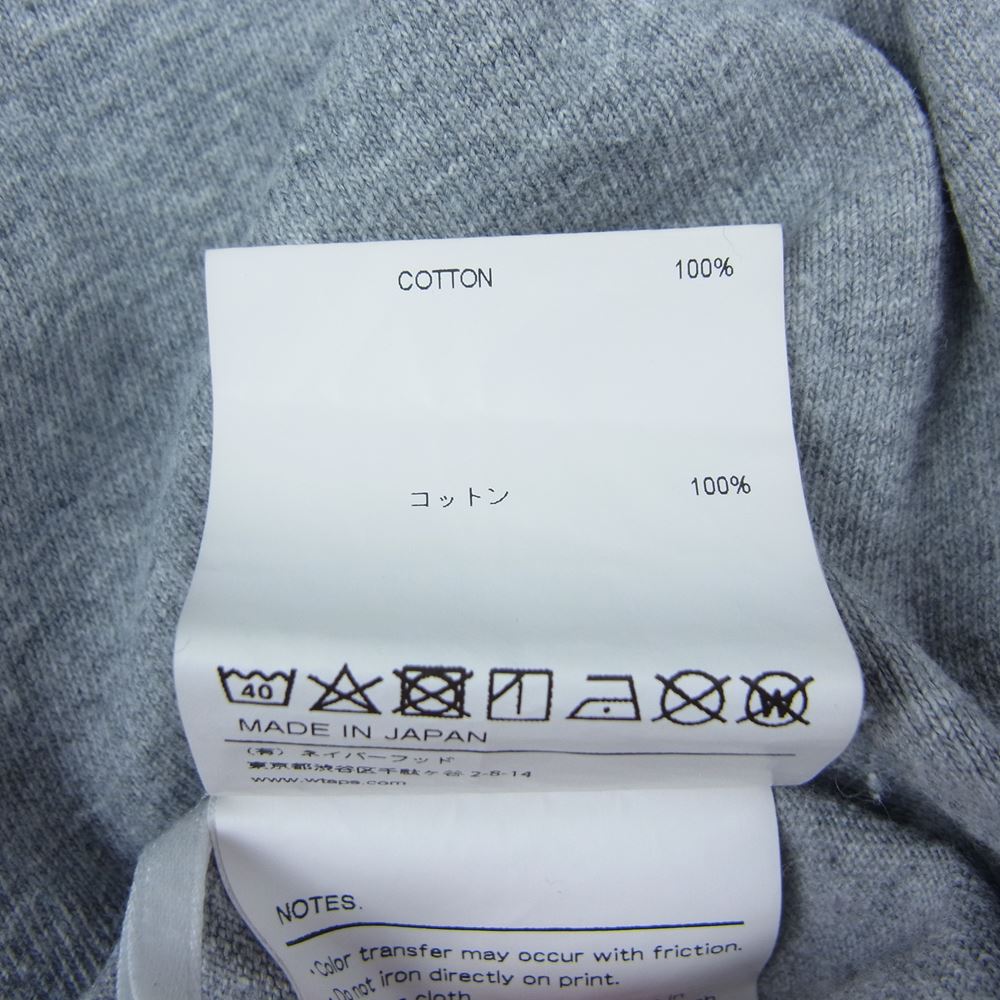 COTTON 100%
コットン 100%
40
W
MADE IN JAPAN
(有) ネイバーフッド
東京都渋谷区千駄ヶ谷 2-8-14
www.wtaps.com
NOTES.
・Color transfer may occur with friction.
・Do not iron directly on print.
cloth